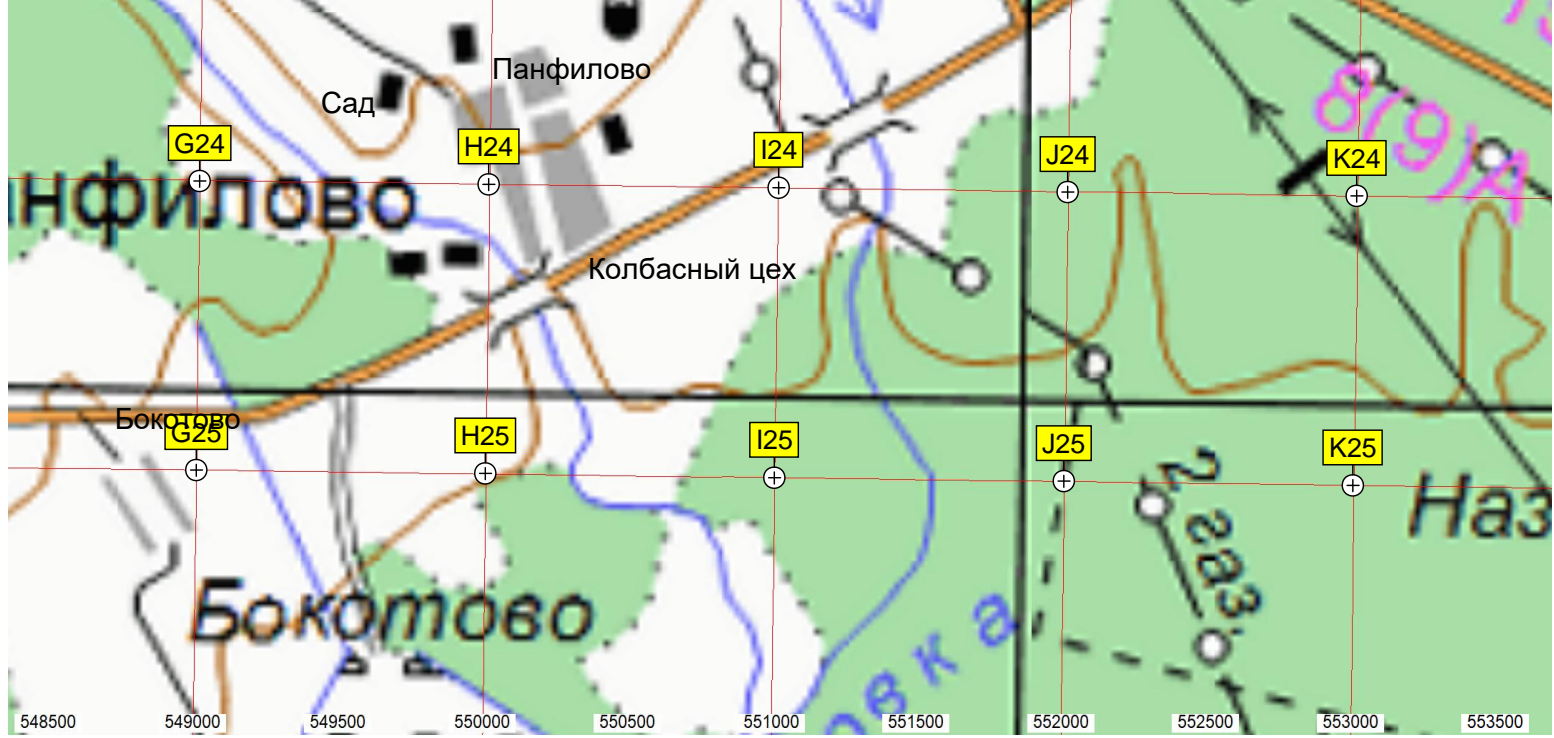 Панфилово
Сад
8(9)А
G24
H24
I24
J24
K24
нфилово
Колбасный цех
Бокотово
G25
H25
I25
J25
K25
Наз
2 газ.
Бокотово
овка
548500
549000
549500
550000
550500
551000
551500
552000
552500
553000
553500